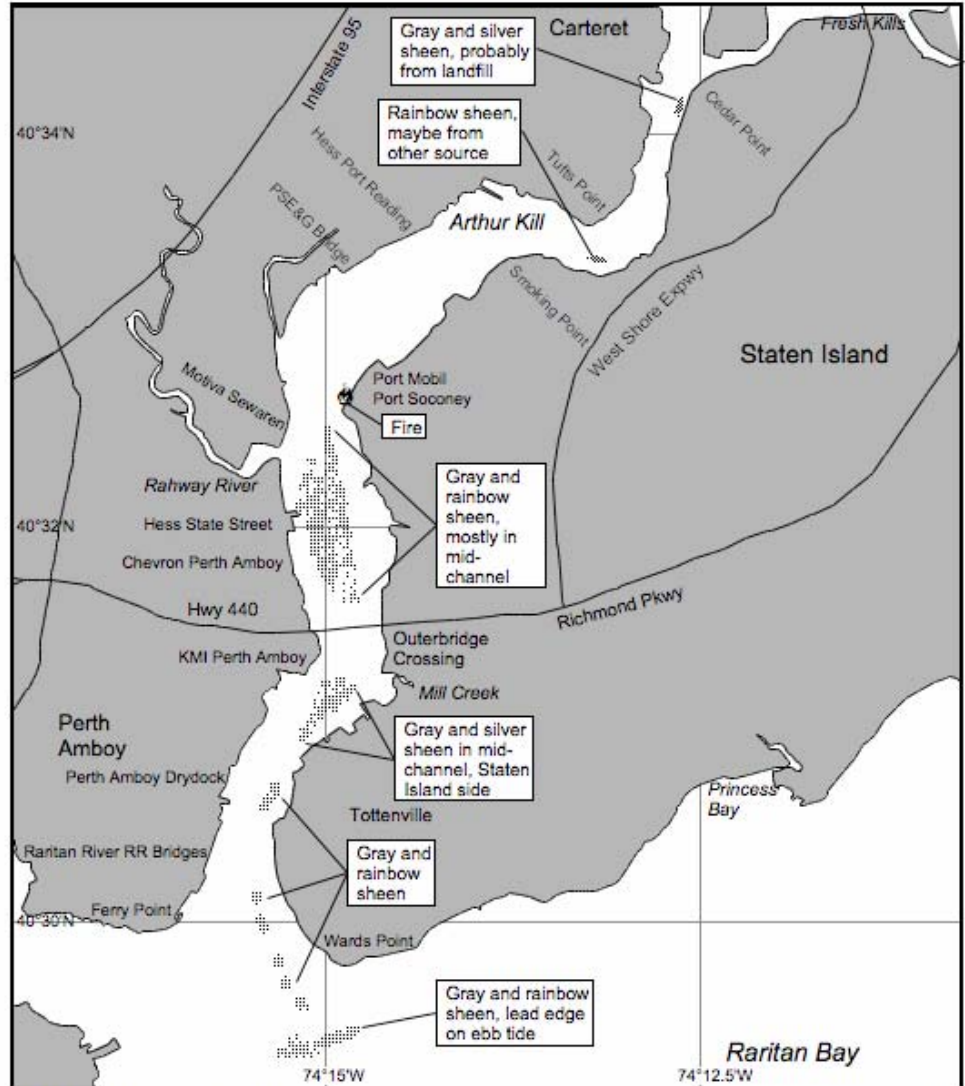 Gray and silver
sheen, probably
from landfill
Carteret
Fresh Kills
Interstate 95
Rainbow sheen,
maybe from
other source
Cedar Point
40°34'N
Hess Port Reading
Tufts Point
PSE&G Bridge
Arthur Kill
Smoking Point
West Shore Expwy
Staten Island
Motiva Sewaren
Port Mobil
Port Soconey
Fire
Rahway River
Gray and
rainbow
sheen,
mostly in
mid-
channel
40°32'N
Hess State Street
Chevron Perth Amboy
Hwy 440
Richmond Pkwy
KMI Perth Amboy
Outerbridge
Crossing
Mill Creek
Perth
Amboy
Gray and silver
sheen in mid-
channel, Staten
Island side
Perth Amboy Drydock
Princess
Bay
Tottenville
Raritan River RR Bridges
Gray and
rainbow
sheen
Ferry Point
40°30'N
Wards Point
Gray and rainbow
sheen, lead edge
on ebb tide
Raritan Bay
74°15'W
74°12.5'W